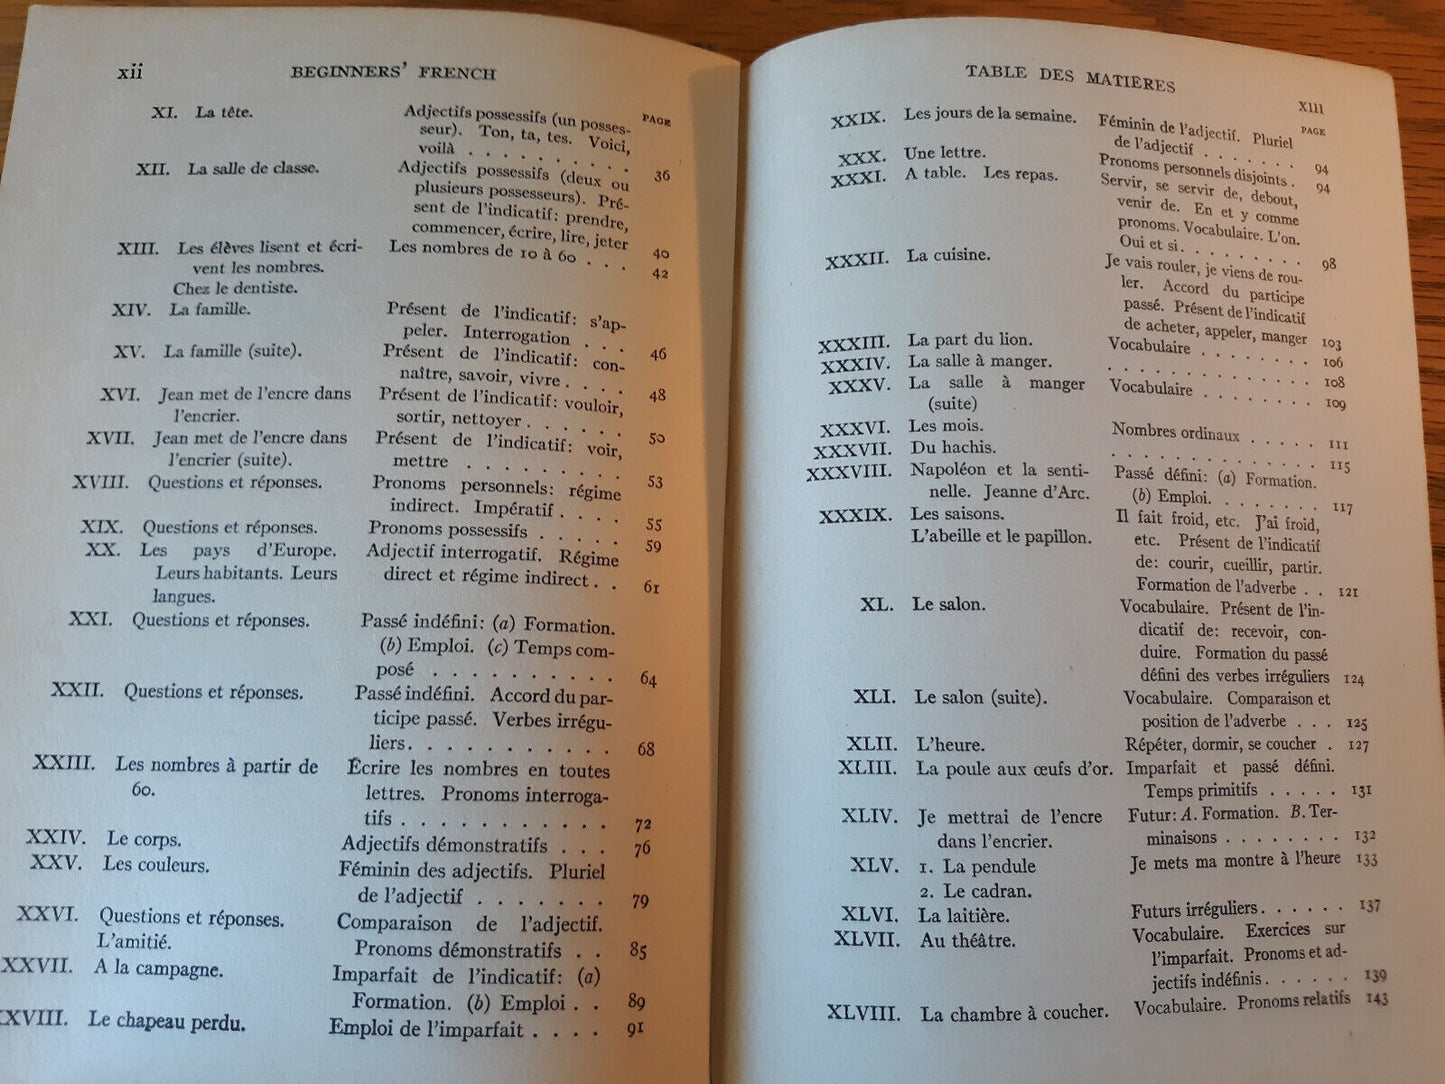 xii BEGINNERS' FRENCH
PAGE
XI. La tête. Adjectifs possessifs (un posses-
seur). Ton, ta, tes. Voici,
voilà . . . . . . . . . 36
XII. La salle de classe. Adjectifs possessifs (deux ou
plusieurs possesseurs). Pré-
sent de l'indicatif: prendre,
commencer, écrire, lire, jeter 40
XIII. Les élèves lisent et écri- Les nombres de 10 à 60 . . . 42
vent les nombres.
Chez le dentiste.
XIV. La famille. Présent de l'indicatif: s'ap-
peler. Interrogation . . . 46
XV. La famille (suite). Présent de l'indicatif: con-
naître, savoir, vivre . . . . 48
XVI. Jean met de l'encre dans Présent de l'indicatif: vouloir,
l'encrier. sortir, nettoyer . . . . . . 50
XVII. Jean met de l'encre dans Présent de l'indicatif: voir,
l'encrier (suite). mettre . . . . . . . . 53
XVIII. Questions et réponses. Pronoms personnels: régime
indirect. Impératif . . . . 55
XIX. Questions et réponses. Pronoms possessifs . . . . . 59
XX. Les pays d'Europe. Adjectif interrogatif. Régime
Leurs habitants. Leurs direct et régime indirect . . 61
langues.
XXI. Questions et réponses. Passé indéfini: (a) Formation.
(b) Emploi. (c) Temps com-
posé . . . . . . . . . . 64
XXII. Questions et réponses. Passé indéfini. Accord du par-
ticipe passé. Verbes irrégu-
liers. . . . . . . . . . . 68
XXIII. Les nombres à partir de Écrire les nombres en toutes
60. lettres. Pronoms interroga-
tifs . . . . . . . . . . . 72
XXIV. Le corps. Adjectifs démonstratifs . . . 76
XXV. Les couleurs. Féminin des adjectifs. Pluriel
de l'adjectif . . . . . . . 79
XXVI. Questions et réponses. Comparaison de l'adjectif.
L'amitié. Pronoms démonstratifs . . 85
XXVII. A la campagne. Imparfait de l'indicatif: (a)
Formation. (b) Emploi . . 89
XXVIII. Le chapeau perdu. Emploi de l'imparfait . . . . 91
TABLE DES MATIÈRES xiii
PAGE
XXIX. Les jours de la semaine. Féminin de l'adjectif. Pluriel
de l'adjectif . . . . . . . 94
XXX. Une lettre. Pronoms personnels disjoints . 94
XXXI. A table. Les repas. Servir, se servir de, debout,
venir de. En et y comme
pronoms. Vocabulaire. L'on.
Oui et si. . . . . . . . . 98
XXXII. La cuisine. Je vais rouler, je viens de rou-
ler. Accord du participe
passé. Présent de l'indicatif
de acheter, appeler, manger 103
XXXIII. La part du lion. Vocabulaire . . . . . . . . 106
XXXIV. La salle à manger. . . . . . . . . . . . . . 108
XXXV. La salle à manger Vocabulaire . . . . . . . . 109
(suite)
XXXVI. Les mois. Nombres ordinaux . . . . . 111
XXXVII. Du hachis. . . . . . . . . . . . . . 115
XXXVIII. Napoléon et la senti- Passé défini: (a) Formation.
nelle. Jeanne d'Arc. (b) Emploi. . . . . . . . 117
XXXIX. Les saisons. Il fait froid, etc. J'ai froid,
L'abeille et le papillon. etc. Présent de l'indicatif
de: courir, cueillir, partir.
Formation de l'adverbe . . 121
XL. Le salon. Vocabulaire. Présent de l'in-
dicatif de: recevoir, con-
duire. Formation du passé
défini des verbes irréguliers 124
XLI. Le salon (suite). Vocabulaire. Comparaison et
position de l'adverbe . . . 125
XLII. L'heure. Répéter, dormir, se coucher . 127
XLIII. La poule aux œufs d'or. Imparfait et passé défini.
Temps primitifs . . . . . 131
XLIV. Je mettrai de l'encre Futur: A. Formation. B. Ter-
dans l'encrier. minaisons . . . . . . . . 132
XLV. 1. La pendule Je mets ma montre à l'heure 133
2. Le cadran.
XLVI. La laitière. Futurs irréguliers. . . . . . 137
XLVII. Au théâtre. Vocabulaire. Exercices sur
l'imparfait. Pronoms et ad-
jectifs indéfinis. . . . . . 139
XLVIII. La chambre à coucher. Vocabulaire. Pronoms relatifs 143